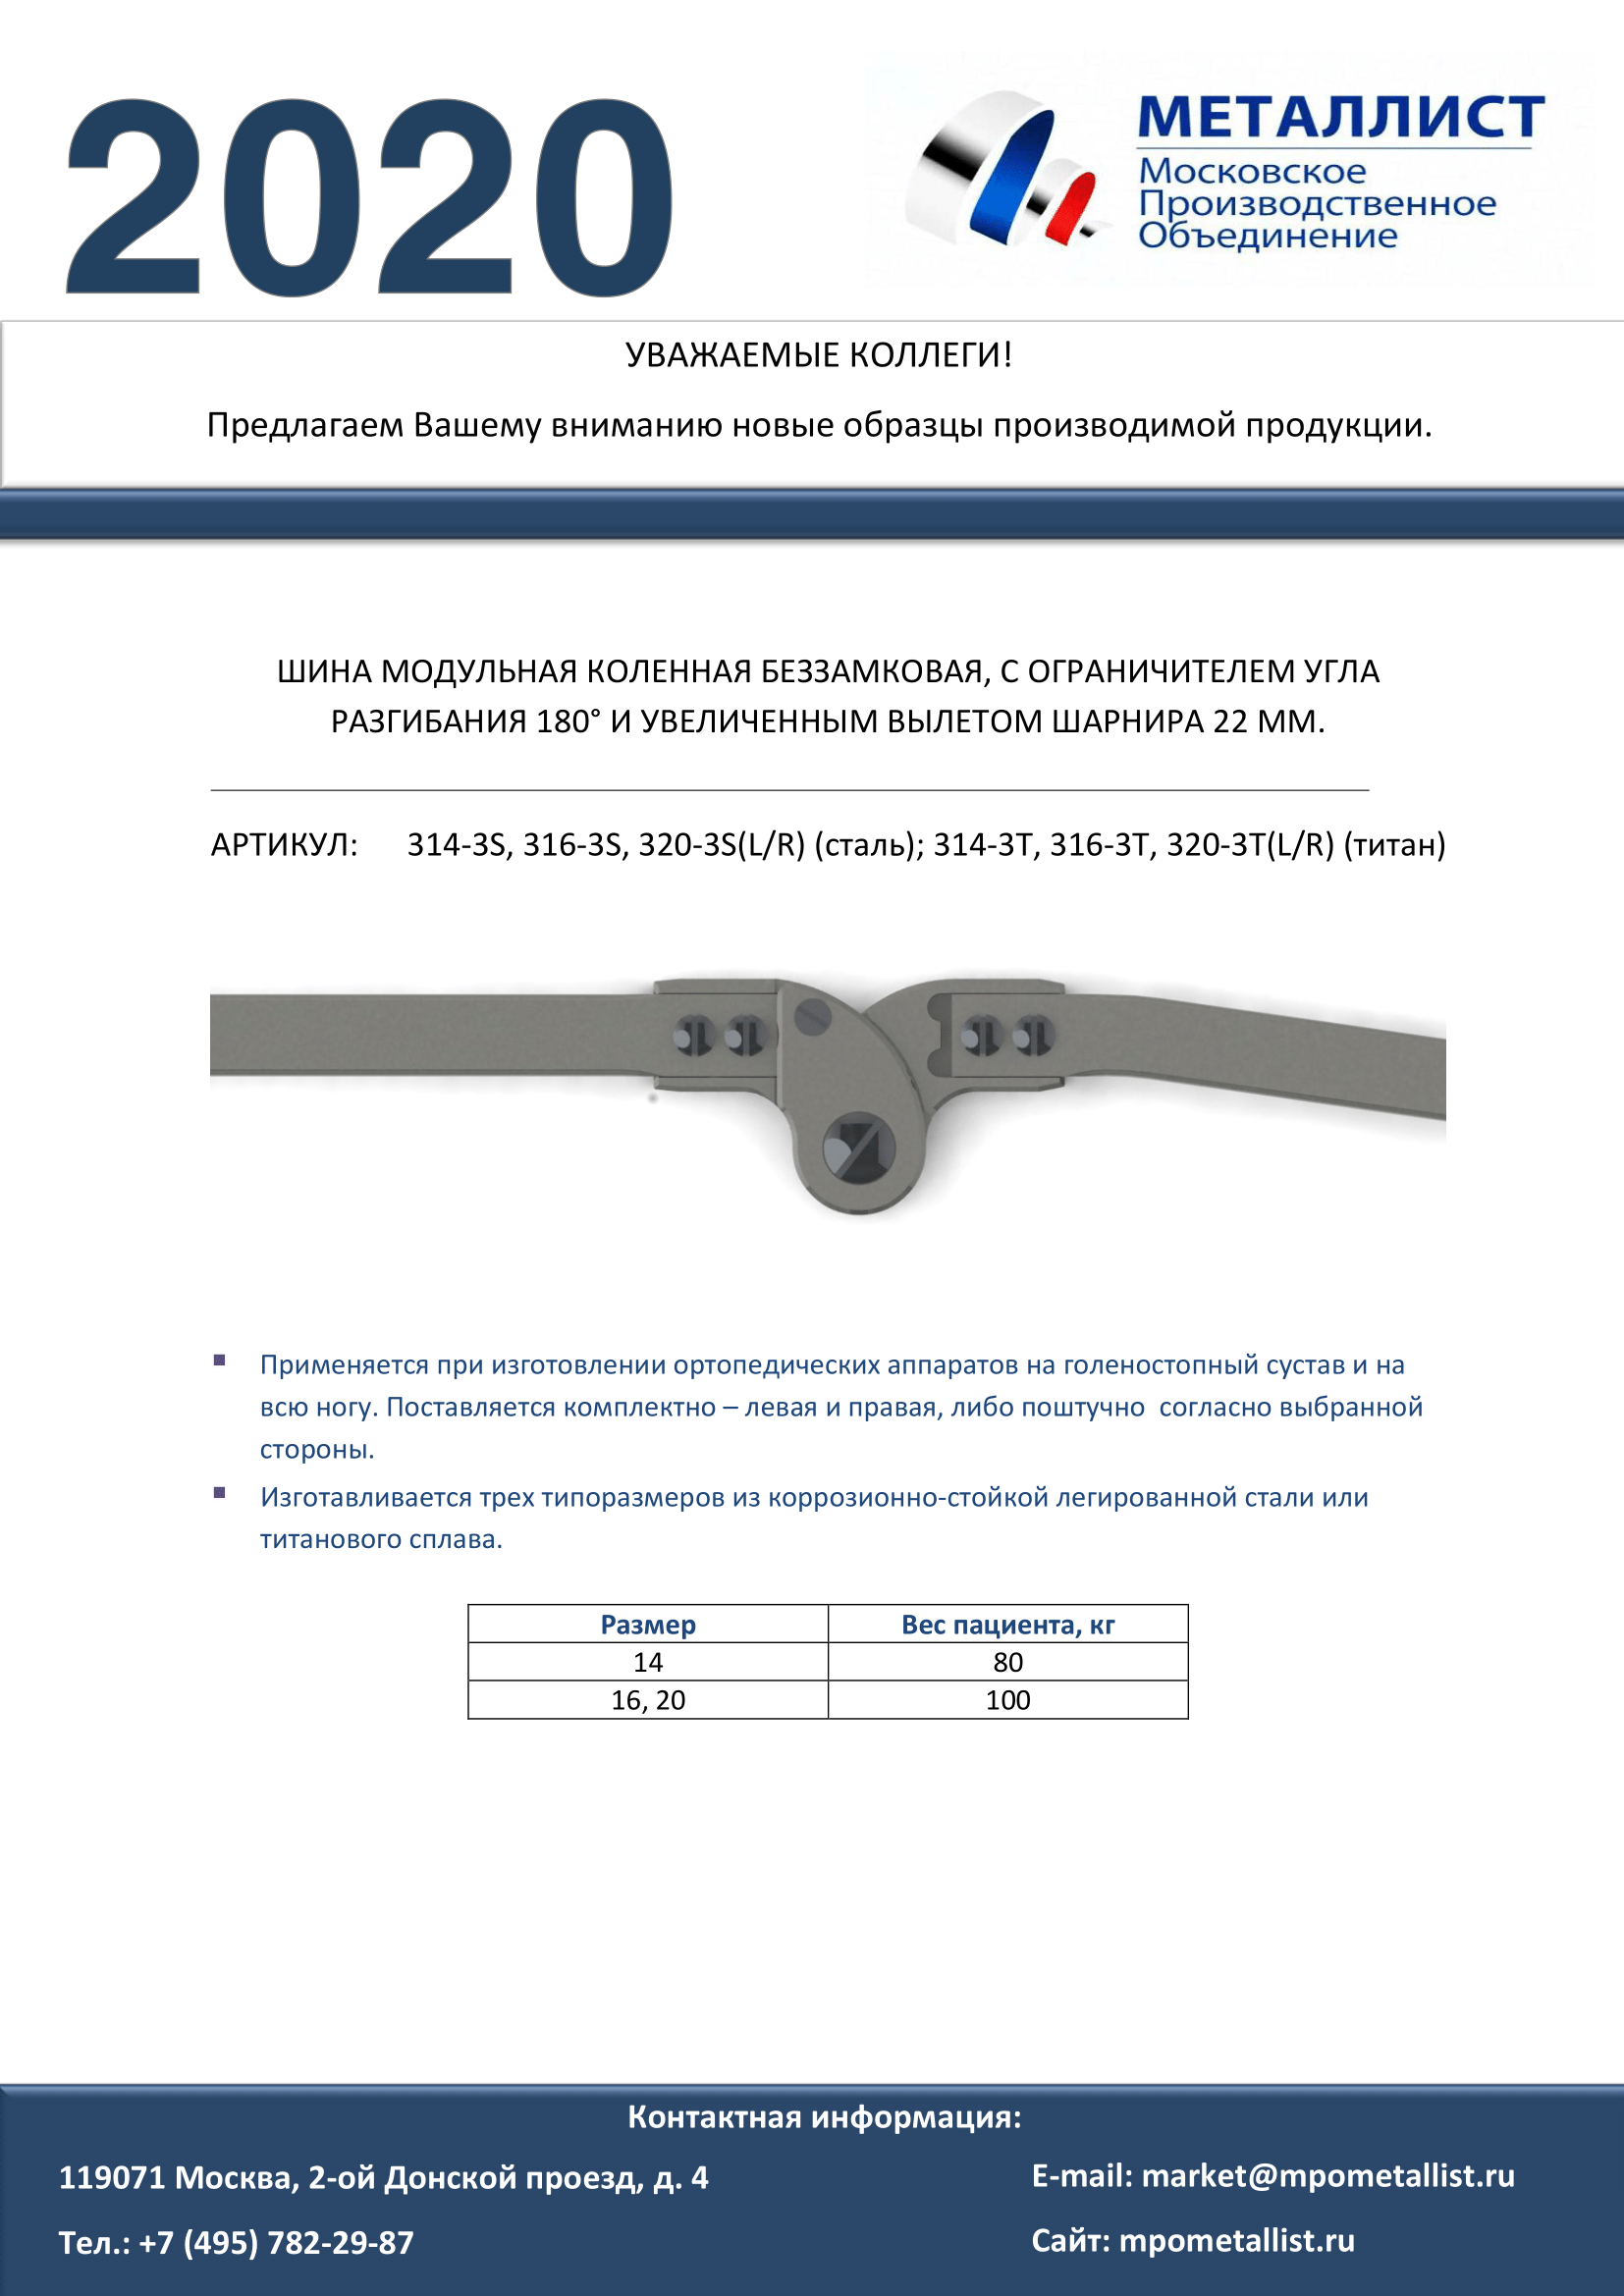 2020
МЕТАЛЛИСТ
Московское
Производственное
Объединение
УВАЖАЕМЫЕ КОЛЛЕГИ!
Предлагаем Вашему вниманию новые образцы производимой продукции.
ШИНА МОДУЛЬНАЯ КОЛЕННАЯ БЕЗЗАМКОВАЯ, С ОГРАНИЧИТЕЛЕМ УГЛА
РАЗГИБАНИЯ 180° И УВЕЛИЧЕННЫМ ВЫЛЕТОМ ШАРНИРА 22 ММ.
АРТИКУЛ: 314-3S, 316-3S, 320-3S(L/R) (сталь); 314-3T, 316-3T, 320-3T(L/R) (титан)
Применяется при изготовлении ортопедических аппаратов на голеностопный сустав и на
всю ногу. Поставляется комплектно – левая и правая, либо поштучно согласно выбранной
стороны.
Изготавливается трех типоразмеров из коррозионно-стойкой легированной стали или
титанового сплава.
Размер Вес пациента, кг
14 80
16, 20 100
Контактная информация:
119071 Москва, 2-ой Донской проезд, д. 4 E-mail: market@mpometallist.ru
Тел.: +7 (495) 782-29-87 Сайт: mpometallist.ru